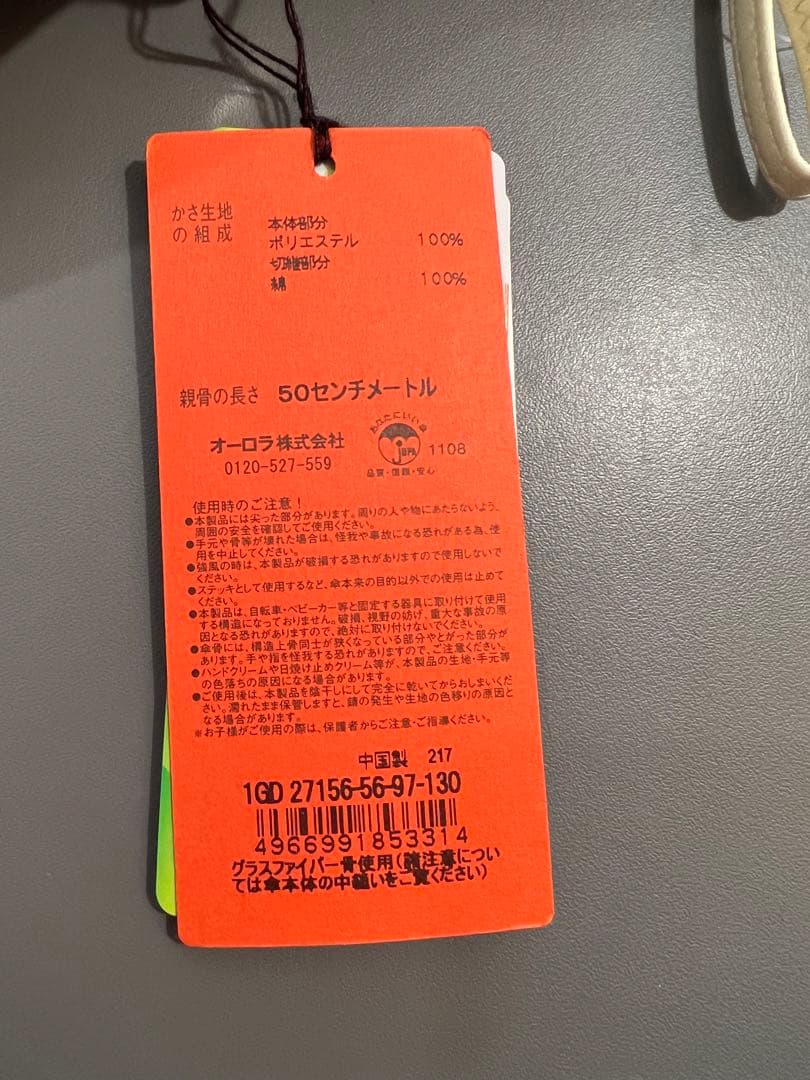 かさ生地
の組成
本体部分
ポリエステル 100%
切継部分
綿 100%
親骨の長さ 50センチメートル
オーロラ株式会社
0120-527-559
あなたにいい傘
JUPA
1108
品質・信頼・安心
使用時のご注意!
●本製品には尖った部分があります。周りの人や物にあたらないよう、
周囲の安全を確認してご使用ください。
●手元や骨等が壊れた場合は、怪我や事故になる恐れがある為、使
用を中止してください。
●強風の時は、本製品が破損する恐れがありますので使用しないで
ください。
●ステッキとして使用するなど、傘本来の目的以外での使用は止めて
ください。
●本製品は、自転車・ベビーカー等と固定する器具に取り付けて使用
する構造になっておりません。破損、視野の妨げ、重大な事故の原
因となる恐れがありますので、絶対に取り付けないでください。
●傘骨には、構造上骨同士が狭くなっている部分やとがった部分が
あります。手や指を怪我する恐れがありますので、ご注意ください。
●ハンドクリームや日焼け止めクリーム等が、本製品の生地・手元等
の色落ちの原因になる場合があります。
●ご使用後は、本製品を陰干しにして完全に乾いてからおしまいくだ
さい。濡れたまま保管しますと、錆の発生や生地の色移りの原因と
なる場合があります。
※お子様がご使用の際は、保護者からご注意・ご指導ください。
中国製 217
1GD 27156-56-97-130
4966991853314
グラスファイバー骨使用(諸注意につい
ては傘本体の中縫いをご覧ください)